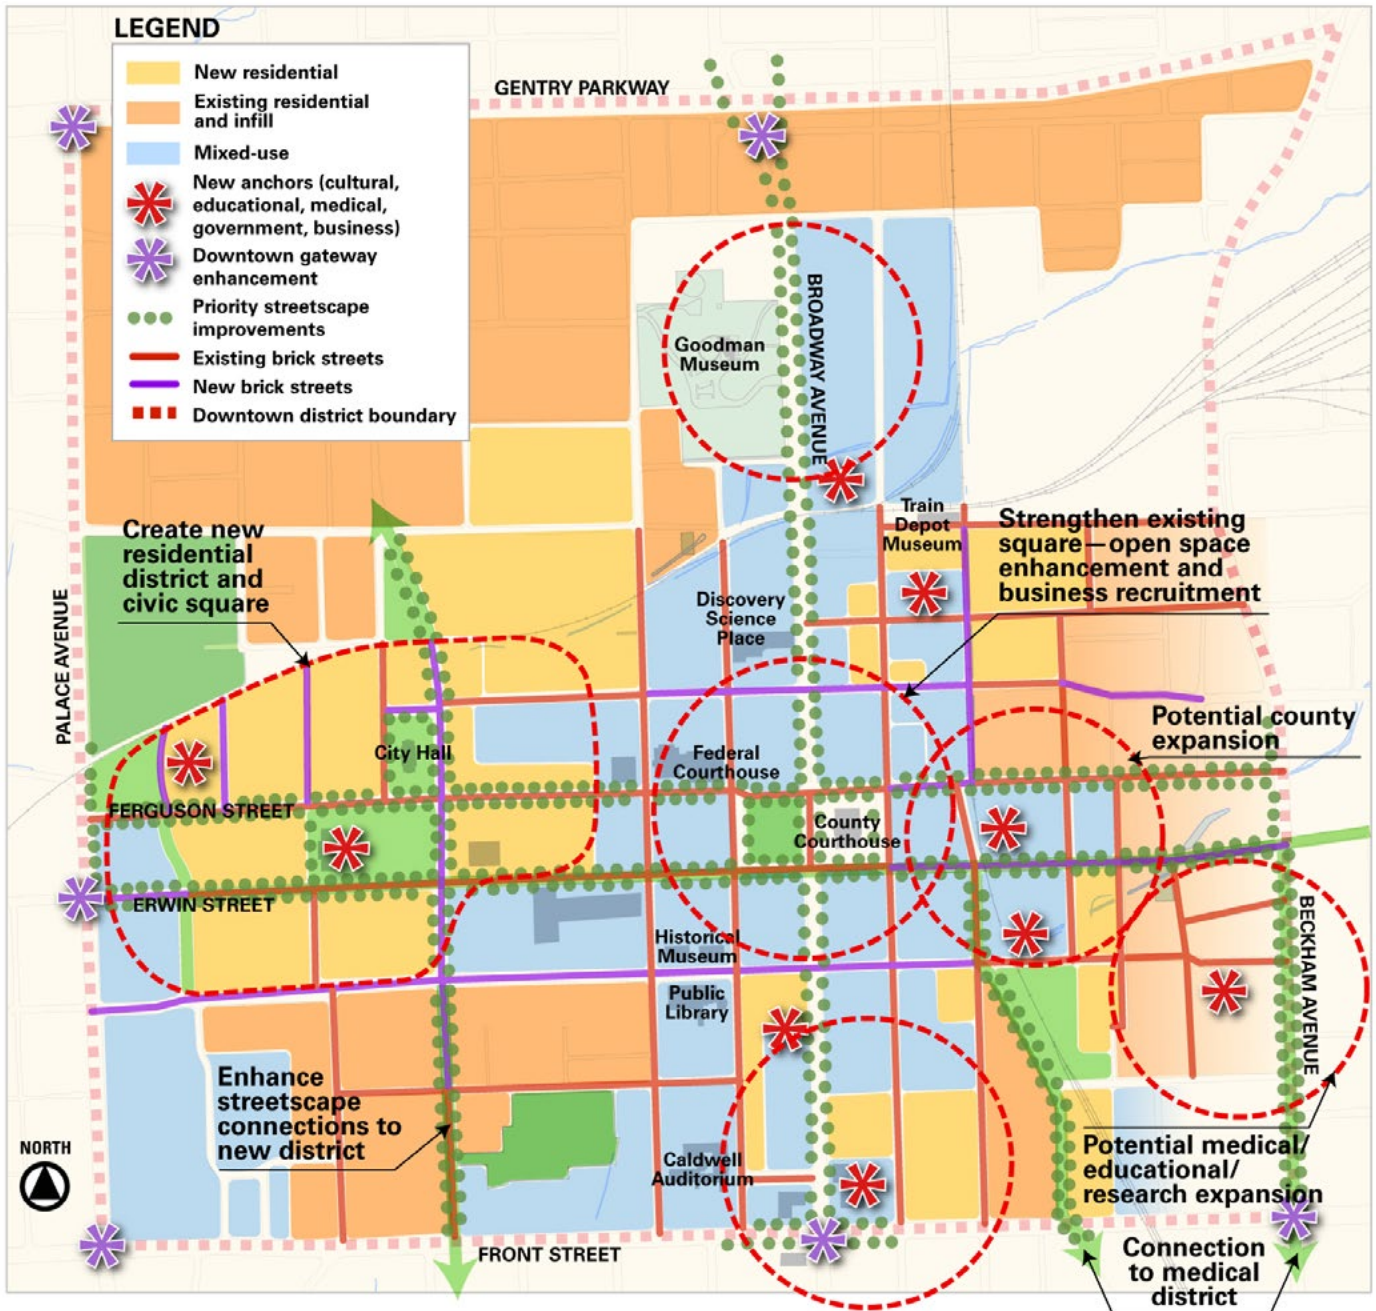 LEGEND
New residential
Existing residential
and infill
Mixed-use
New anchors (cultural,
educational, medical,
government, business)
Downtown gateway
enhancement
Priority streetscape
improvements
Existing brick streets
New brick streets
Downtown district boundary
GENTRY PARKWAY
BROADWAY AVENUE
Goodman
Museum
Train
Depot
Museum
Strengthen existing
square—open space
enhancement and
business recruitment
Create new
residential
district and
civic square
PALACE AVENUE
Discovery
Science
Place
Potential county
expansion
City Hall
Federal
Courthouse
County
Courthouse
FERGUSON STREET
ERWIN STREET
Historical
Museum
Public
Library
BECKHAM AVENUE
Enhance
streetscape
connections to
new district
Caldwell
Auditorium
Potential medical/
educational/
research expansion
NORTH
FRONT STREET
Connection
to medical
district